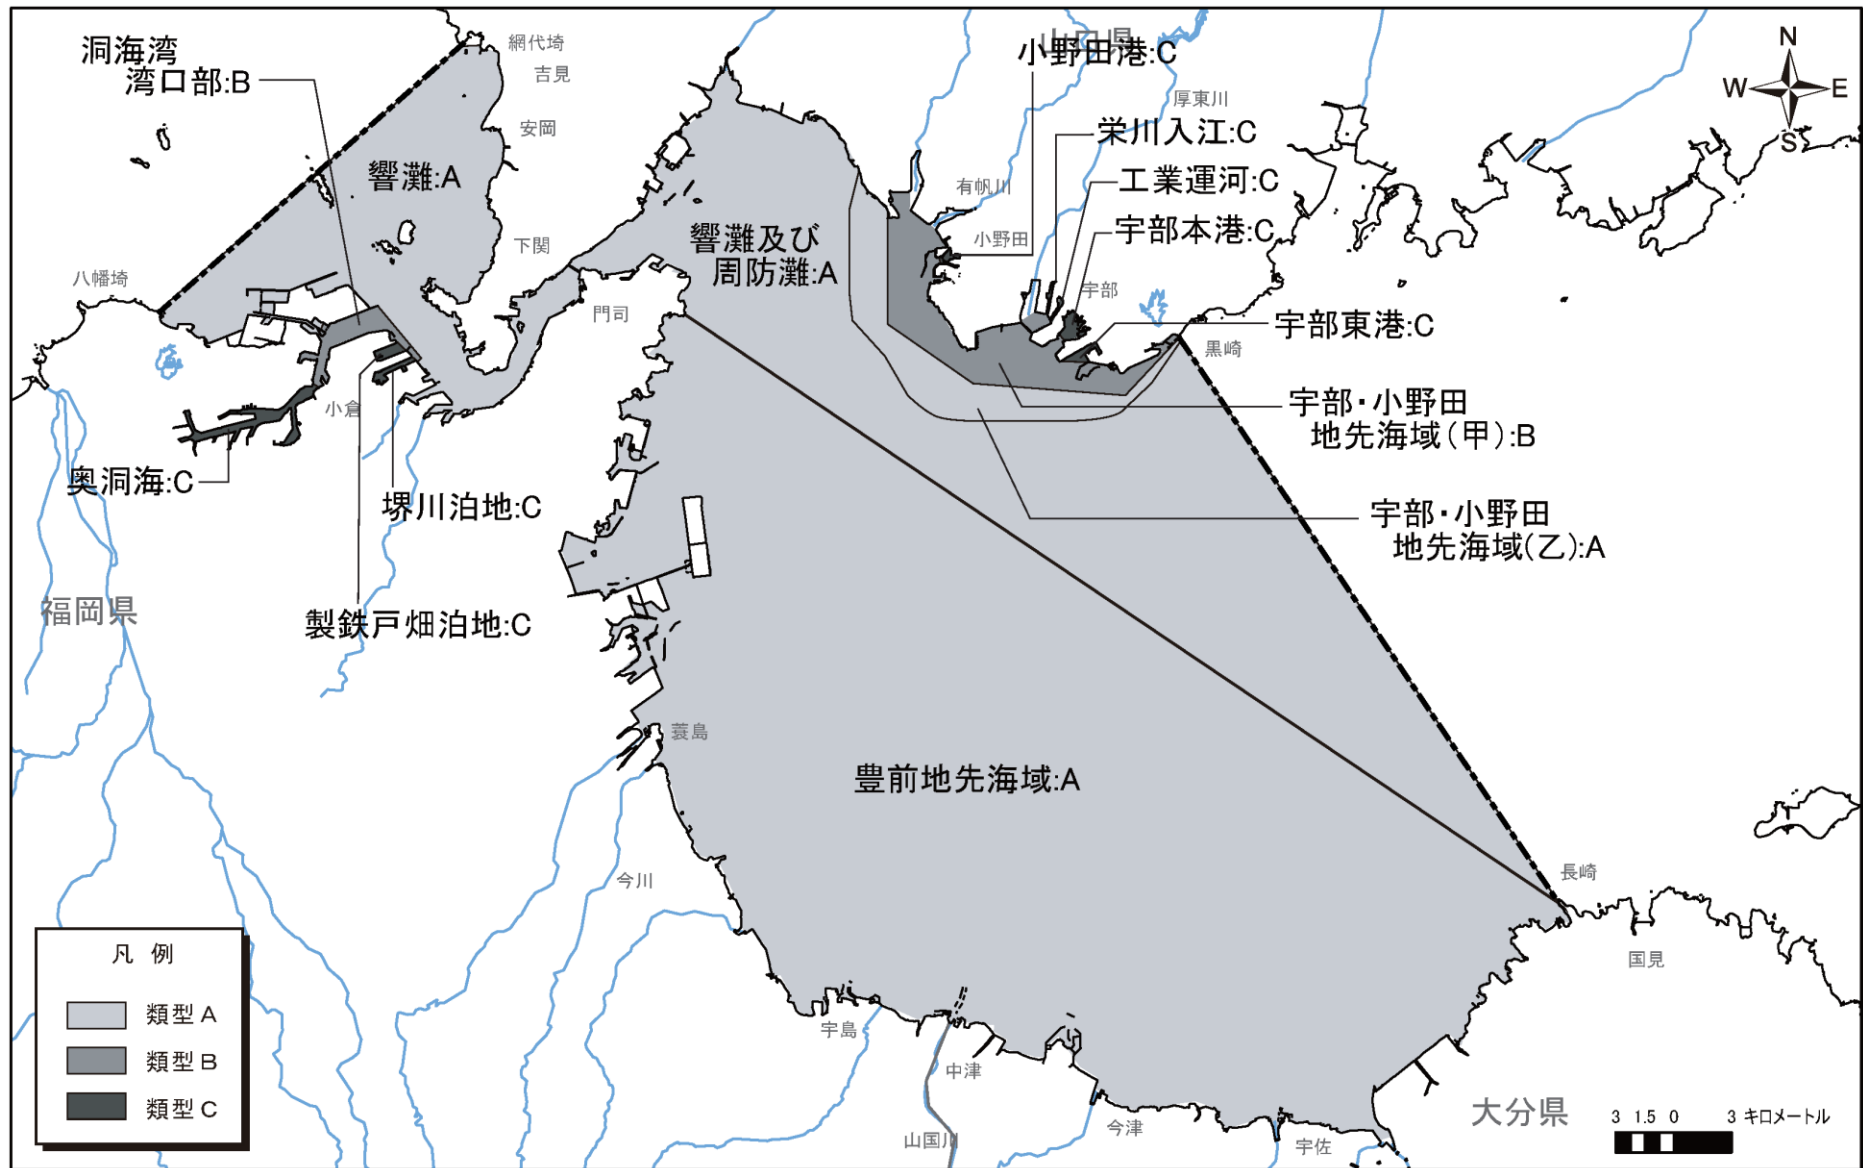 洞海湾
湾口部:B
網代埼
吉見
安岡
響灘:A
下関
八幡埼
門司
小倉
奥洞海:C
堺川泊地:C
製鉄戸畑泊地:C
福岡県
山口県
小野田港:C
厚東川
栄川入江:C
有帆川
工業運河:C
小野田
宇部本港:C
宇部
響灘及び
周防灘:A
宇部東港:C
黒崎
宇部・小野田
地先海域(甲):B
宇部・小野田
地先海域(乙):A
蓑島
豊前地先海域:A
今川
長崎
国見
宇島
中津
山国川
今津
宇佐
大分県
N
W
E
S
凡 例
類型 A
類型 B
類型 C
3 1.5 0 3 キロメートル